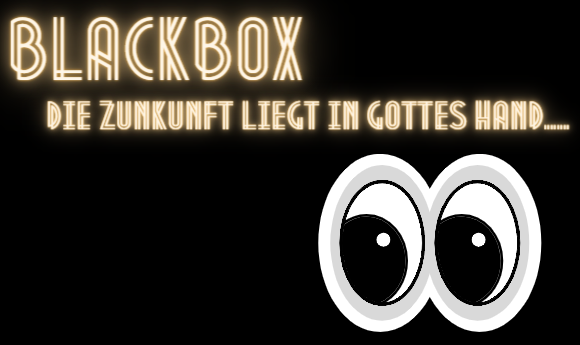 BLACKBOX
DIE ZUNKUNFT LIEGT IN GOTTES HAND......